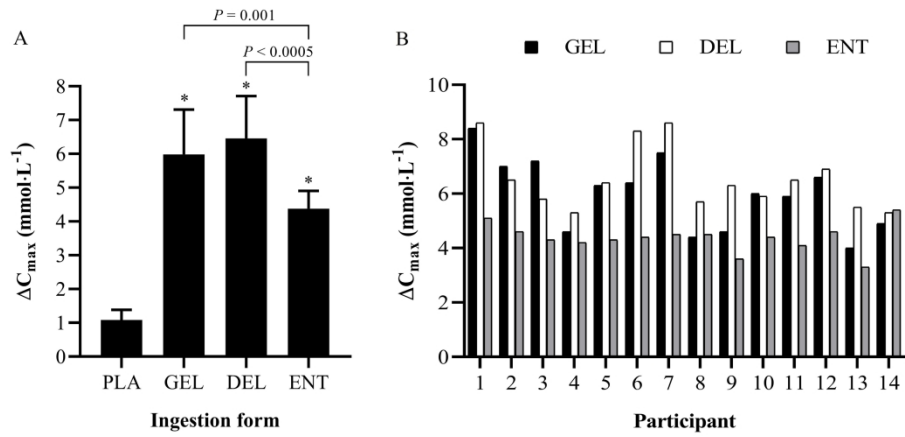 A
P = 0.001
P < 0.0005
ΔCmax (mmol·L⁻¹)
8
7
6
5
4
3
2
1
0
*
*
*
PLA GEL DEL ENT
Ingestion form
B
GEL DEL ENT
ΔCmax (mmol·L⁻¹)
10
8
6
4
2
0
1 2 3 4 5 6 7 8 9 10 11 12 13 14
Participant